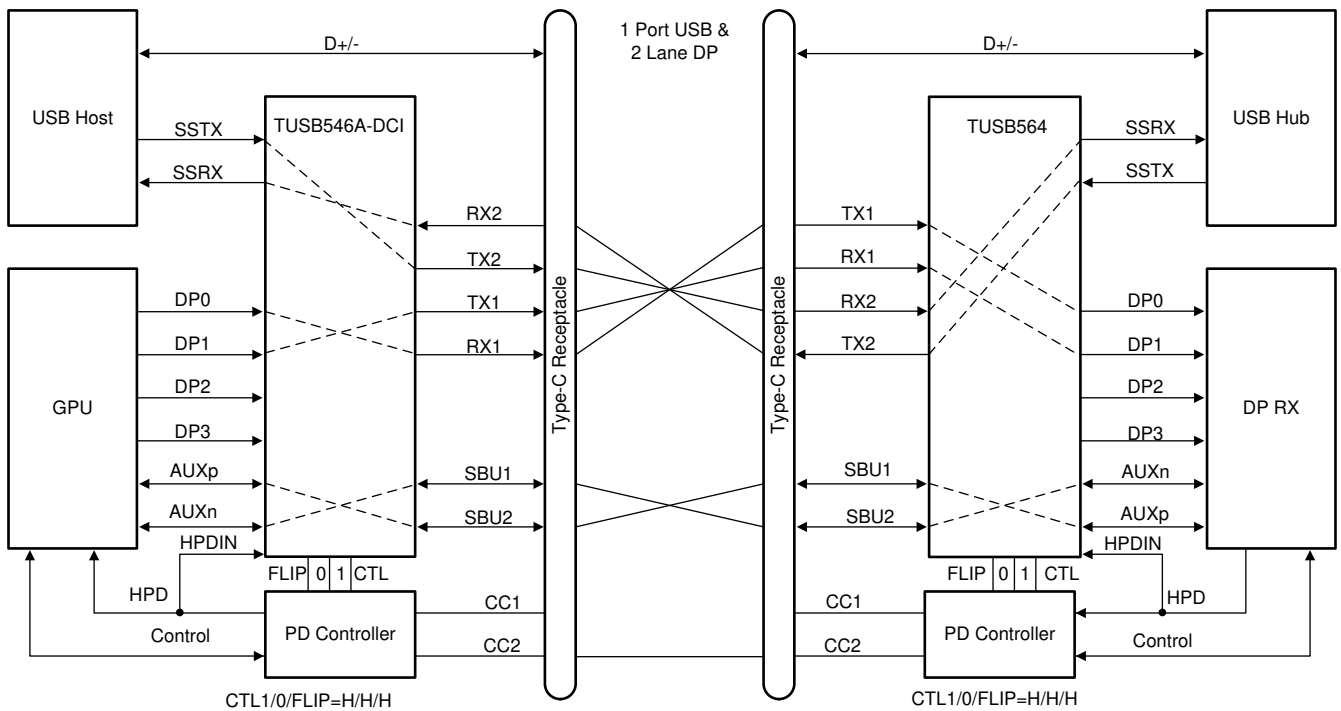 1 Port USB &
2 Lane DP
D+/-
D+/-
USB Host
TUSB546A-DCI
SSTX
SSRX
RX2
TX2
TX1
RX1
GPU
DP0
DP1
DP2
DP3
AUXp
AUXn
HPDIN
SBU1
SBU2
FLIP 0 1 CTL
HPD
Control
PD Controller
CC1
CC2
CTL1/0/FLIP=H/H/H
Type-C Receptacle
Type-C Receptacle
TUSB564
USB Hub
SSRX
SSTX
TX1
RX1
RX2
TX2
DP0
DP1
DP2
DP3
DP RX
SBU1
SBU2
AUXn
AUXp
HPDIN
FLIP 0 1 CTL
HPD
Control
CC1
CC2
PD Controller
CTL1/0/FLIP=H/H/H